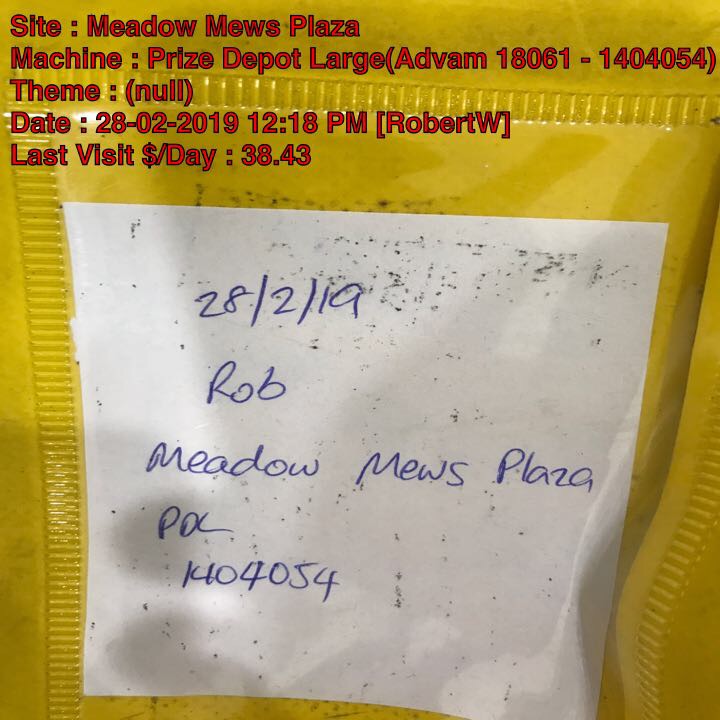 Site : Meadow Mews Plaza
Machine : Prize Depot Large(Advam 18061 - 1404054)
Theme : (null)
Date : 28-02-2019 12:18 PM [RobertW]
Last Visit $/Day : 38.43
28/2/19
Rob
Meadow Mews Plaza
PDL
1404054